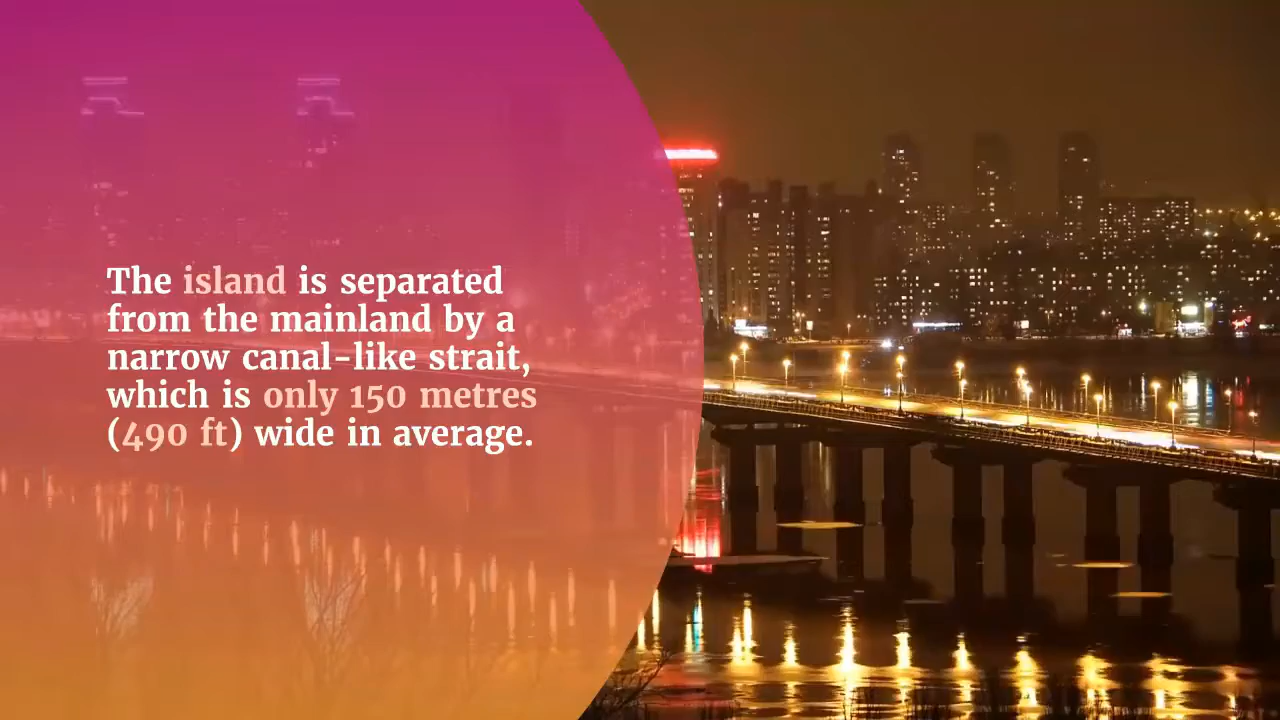 The island is separated
from the mainland by a
narrow canal-like strait,
which is only 150 metres
(490 ft) wide in average.